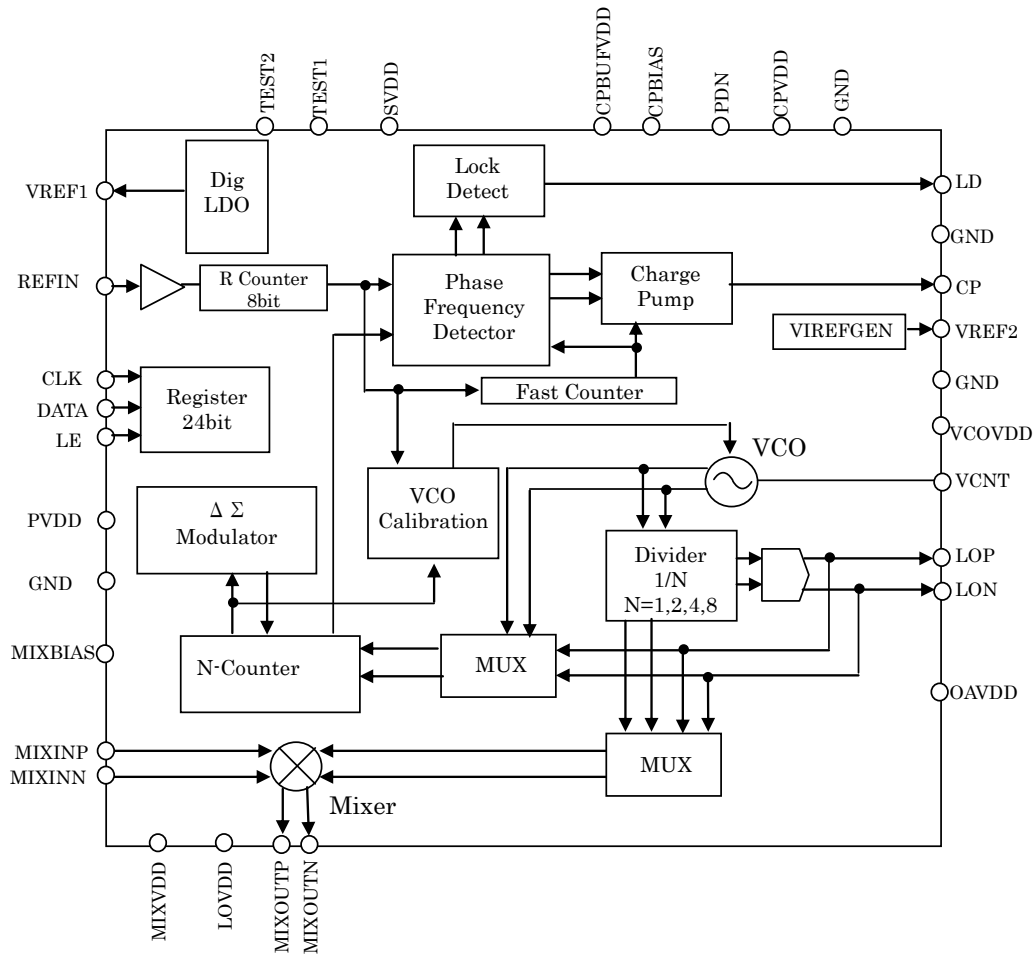 TEST2
TEST1
SVDD
CPBUFVDD
CPBIAS
PDN
CPVDD
GND
VREF1
Dig
LDO
Lock
Detect
LD
GND
REFIN
R Counter
8bit
Phase
Frequency
Detector
Charge
Pump
CP
VIREFGEN
VREF2
CLK
DATA
LE
Register
24bit
Fast Counter
GND
VCOVDD
VCO
VCNT
PVDD
Δ Σ
Modulator
VCO
Calibration
Divider
1/N
N=1,2,4,8
LOP
LON
GND
MIXBIAS
N-Counter
MUX
OAVDD
MIXINP
MIXINN
Mixer
MUX
MIXVDD
LOVDD
MIXOUTP
MIXOUTN